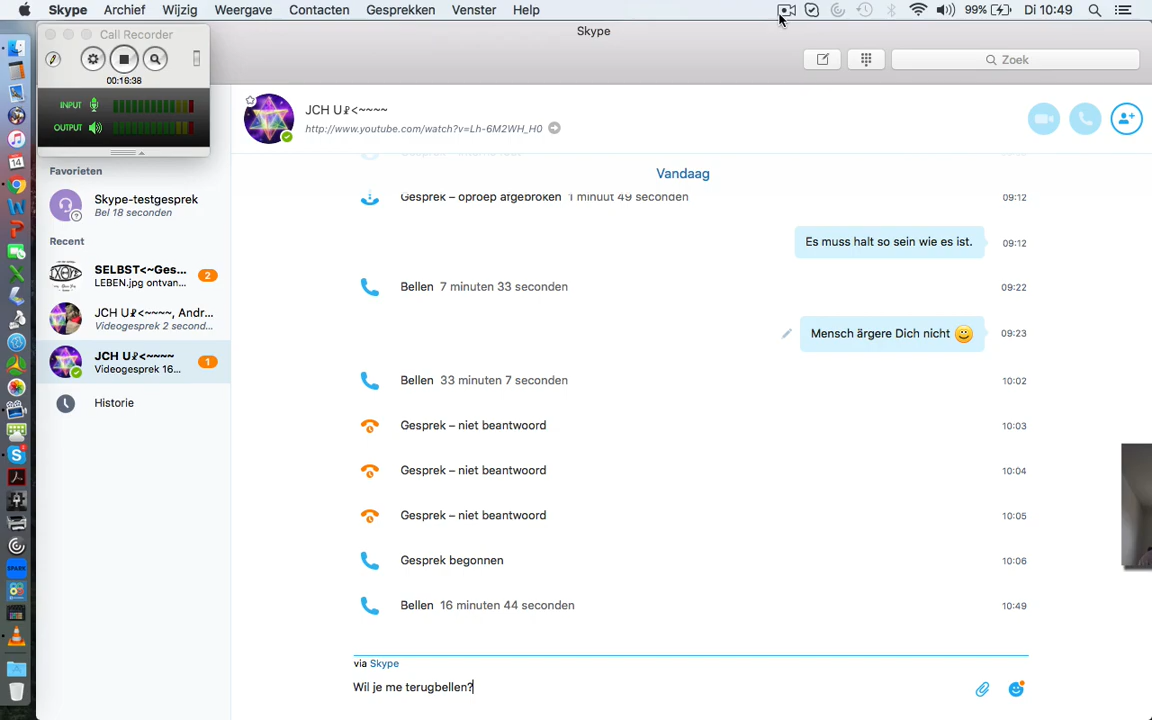 Skype Archief Wijzig Weergave Contacten Gesprekken Venster Help 99% Di 10:49
Call Recorder
Skype
00:16:38
Zoek
INPUT
OUTPUT
JCH U<~~~~
http://www.youtube.com/watch?v=Lh-6M2WH_H0
Favorieten
Skype-testgesprek
Bel 18 seconden
Recent
SELBST<~Ges... 2
LEBEN.jpg ontvan...
JCH U<~~~~, Andr...
Videogesprek 2 second...
JCH U<~~~~ 1
Videogesprek 16...
Historie
Vandaag
Gesprek – oproep afgebroken 1 minuut 49 seconden 09:12
Es muss halt so sein wie es ist. 09:12
Bellen 7 minuten 33 seconden 09:22
Mensch ärgere Dich nicht 09:23
Bellen 33 minuten 7 seconden 10:02
Gesprek – niet beantwoord 10:03
Gesprek – niet beantwoord 10:04
Gesprek – niet beantwoord 10:05
Gesprek begonnen 10:06
Bellen 16 minuten 44 seconden 10:49
via Skype
Wil je me terugbellen?
14
SPARK